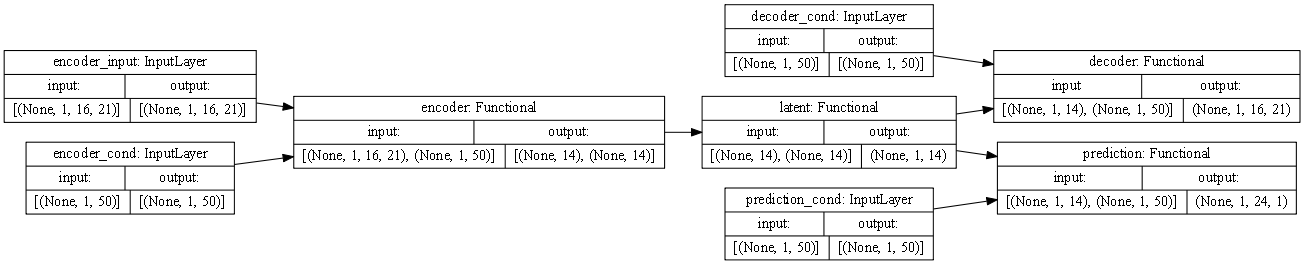 encoder_input: InputLayer
input: output:
[(None, 1, 16, 21)] [(None, 1, 16, 21)]
encoder_cond: InputLayer
input: output:
[(None, 1, 50)] [(None, 1, 50)]
encoder: Functional
input: output:
[(None, 1, 16, 21), (None, 1, 50)] [(None, 14), (None, 14)]
decoder_cond: InputLayer
input: output:
[(None, 1, 50)] [(None, 1, 50)]
latent: Functional
input: output:
[(None, 14), (None, 14)] (None, 1, 14)
prediction_cond: InputLayer
input: output:
[(None, 1, 50)] [(None, 1, 50)]
decoder: Functional
input output:
[(None, 1, 14), (None, 1, 50)] (None, 1, 16, 21)
prediction: Functional
input: output:
[(None, 1, 14), (None, 1, 50)] (None, 1, 24, 1)